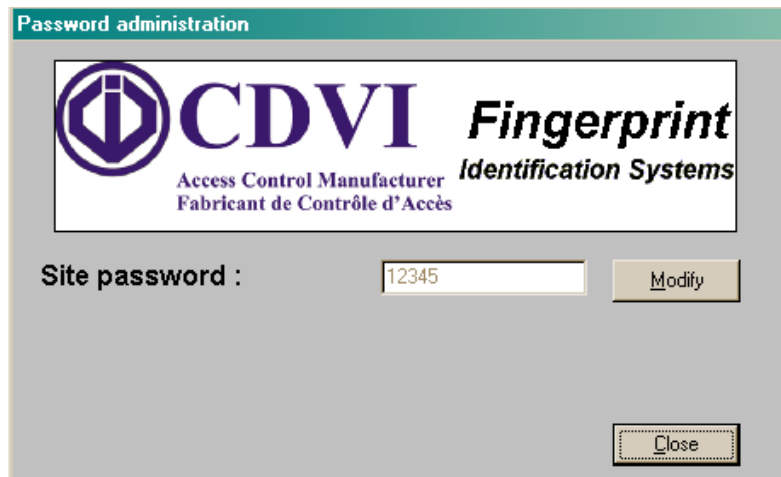 Password administration
CDVI
Fingerprint
Identification Systems
Access Control Manufacturer
Fabricant de Contrôle d'Accès
Site password :
12345
Modify
Close